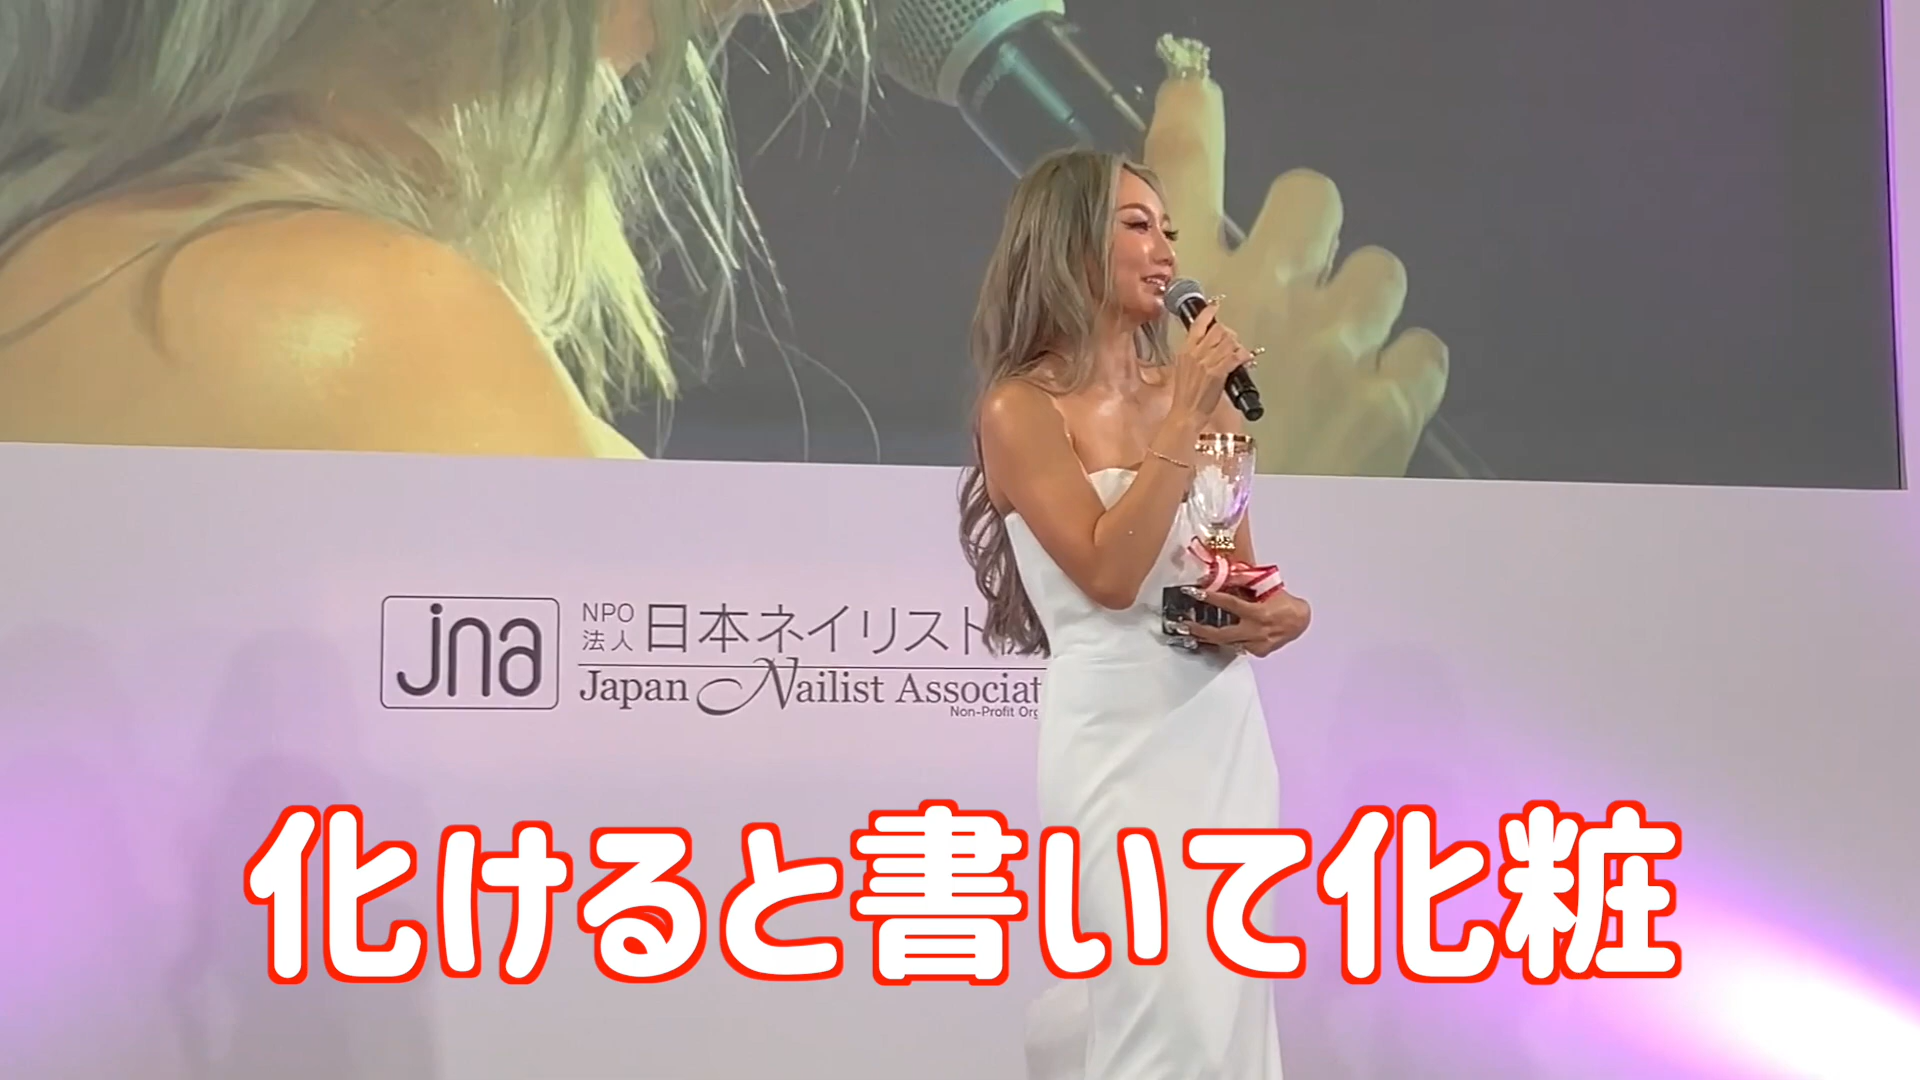 jna
NPO
法人
日本ネイリスト
Japan Nailist Associat
Non-Profit Org
化けると書いて化粧